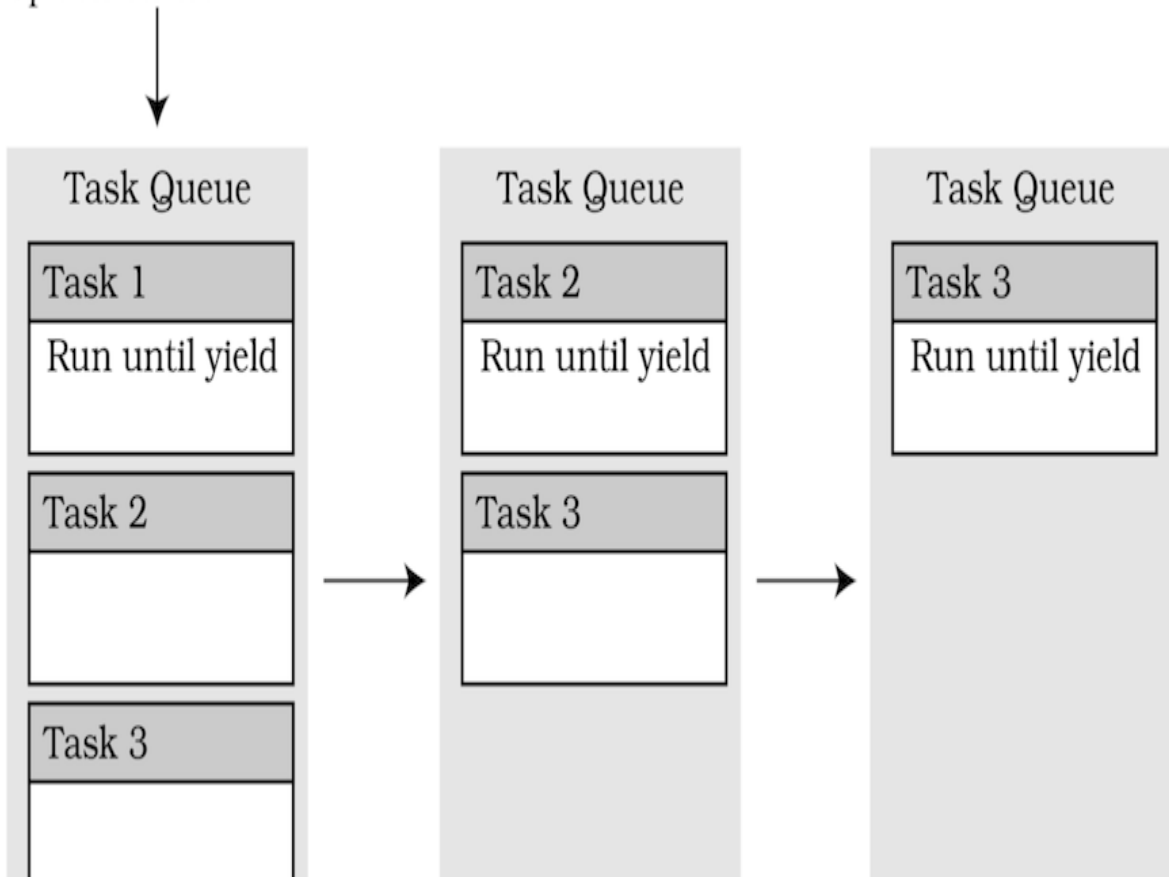 Task Queue
Task 1
Run until yield
Task 2
Task 3
Task Queue
Task 2
Run until yield
Task 3
Task Queue
Task 3
Run until yield